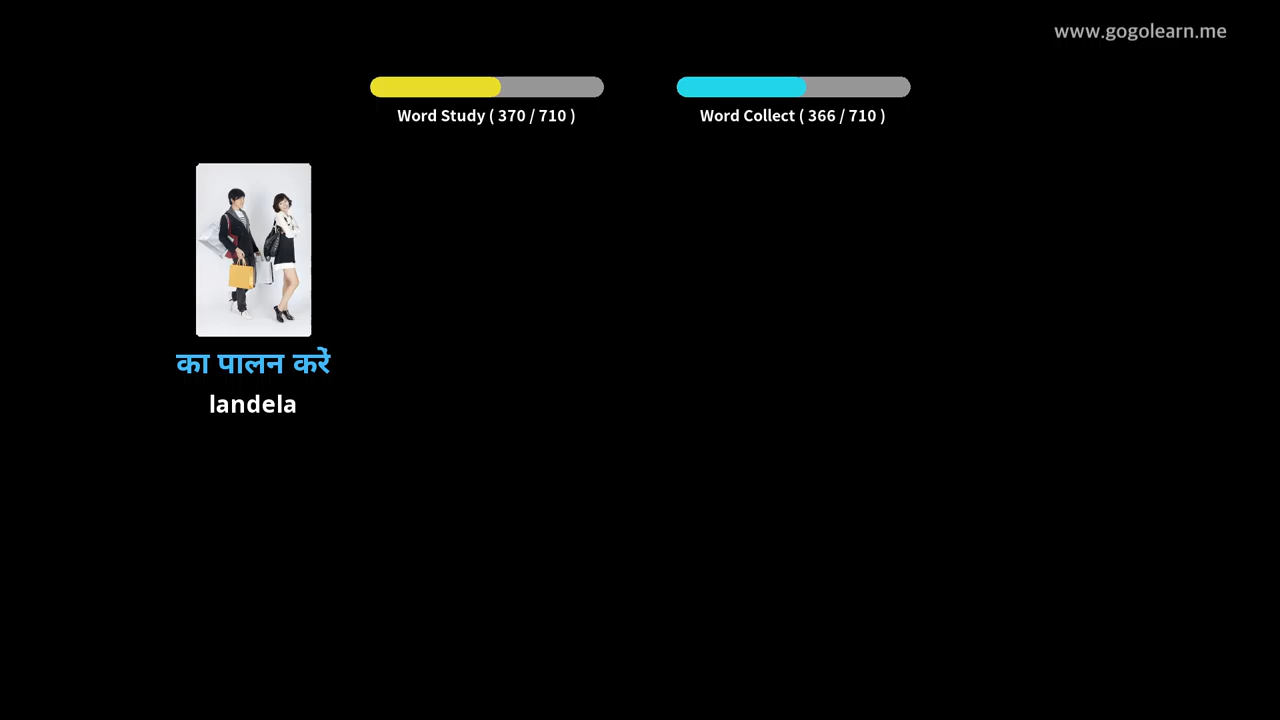 www.gogolearn.me
Word Study ( 370 / 710 )
Word Collect ( 366 / 710 )
का पालन करें
landela